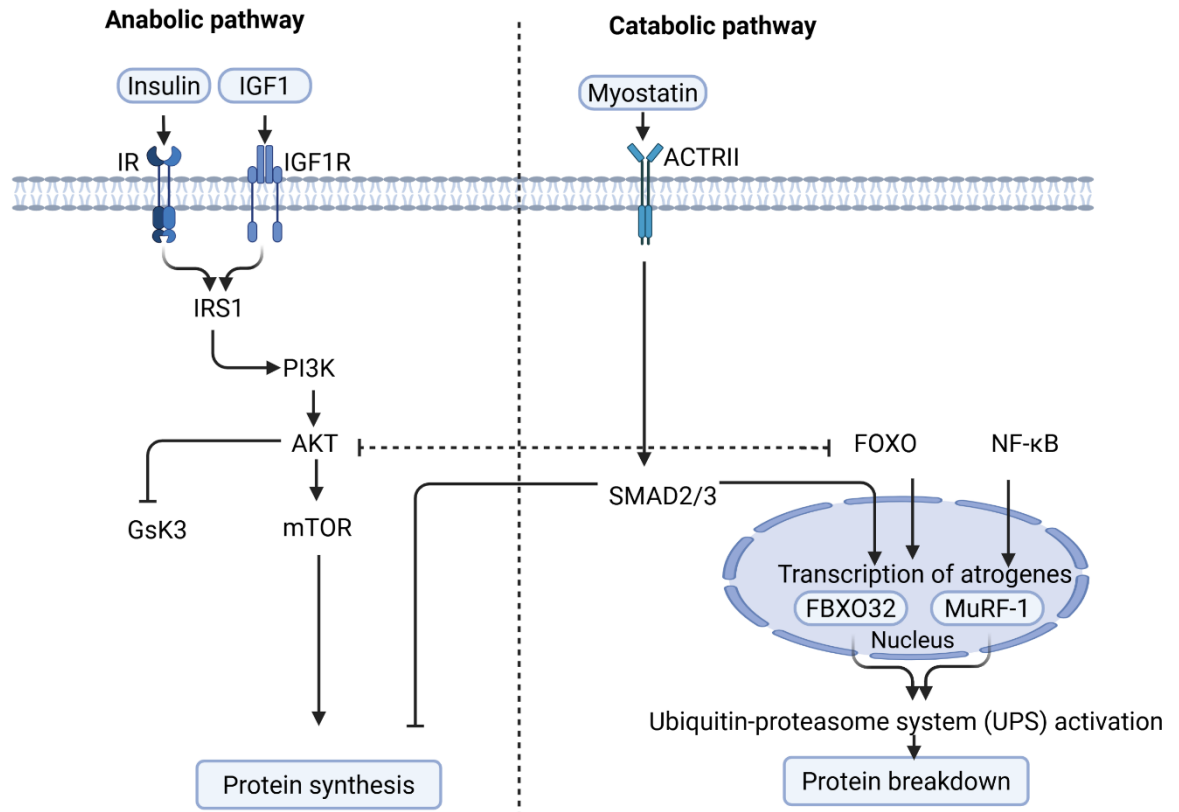 Anabolic pathway
Catabolic pathway
Insulin
IGF1
Myostatin
IR
IGF1R
ACTRII
IRS1
PI3K
AKT
FOXO
NF-κB
SMAD2/3
GsK3
mTOR
Transcription of atrogenes
FBXO32
MuRF-1
Nucleus
Ubiquitin-proteasome system (UPS) activation
Protein synthesis
Protein breakdown